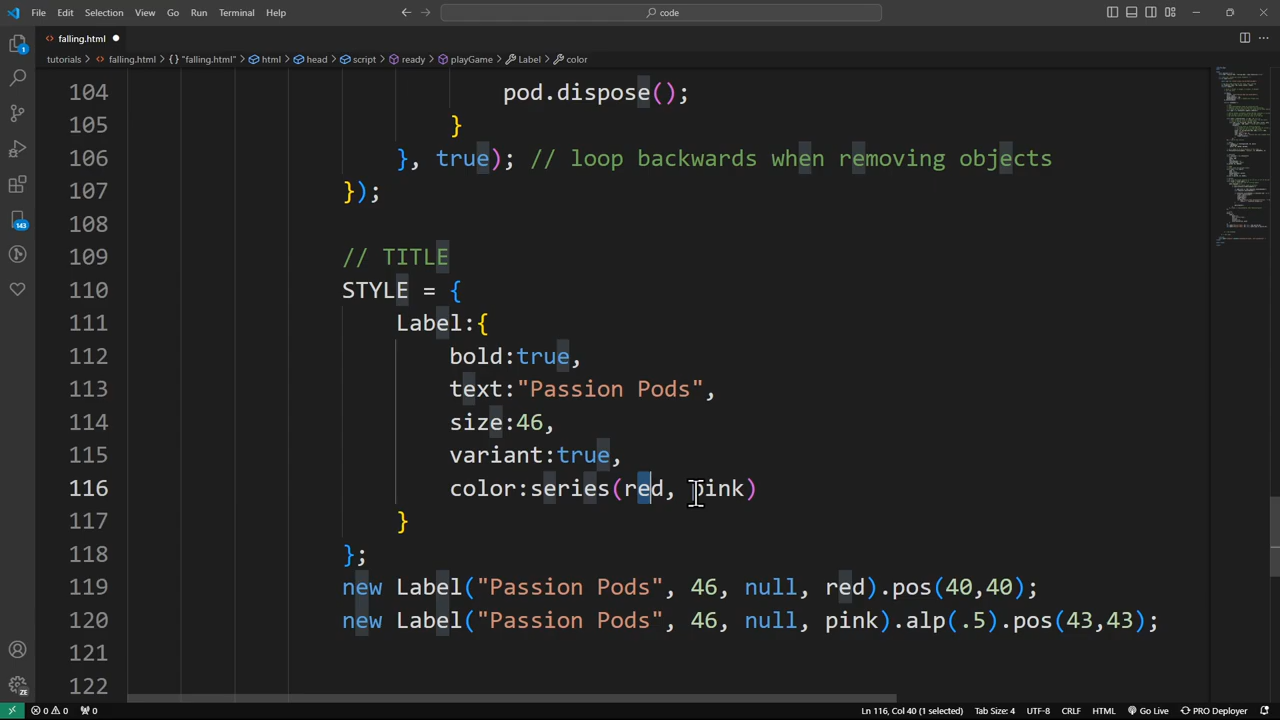 File Edit Selection View Go Run Terminal Help
code
falling.html
tutorials > falling.html > "falling.html" > html > head > script > ready > playGame > Label > color
104 pod.dispose();
105 }
106 }, true); // loop backwards when removing objects
107 });
108
109 // TITLE
110 STYLE = {
111 Label:{
112 bold:true,
113 text:"Passion Pods",
114 size:46,
115 variant:true,
116 color:series(red, pink)
117 }
118 };
119 new Label("Passion Pods", 46, null, red).pos(40,40);
120 new Label("Passion Pods", 46, null, pink).alp(.5).pos(43,43);
121
122
1
143
ZE
0 0 0 Ln 116, Col 40 (1 selected) Tab Size: 4 UTF-8 CRLF HTML Go Live PRO Deployer